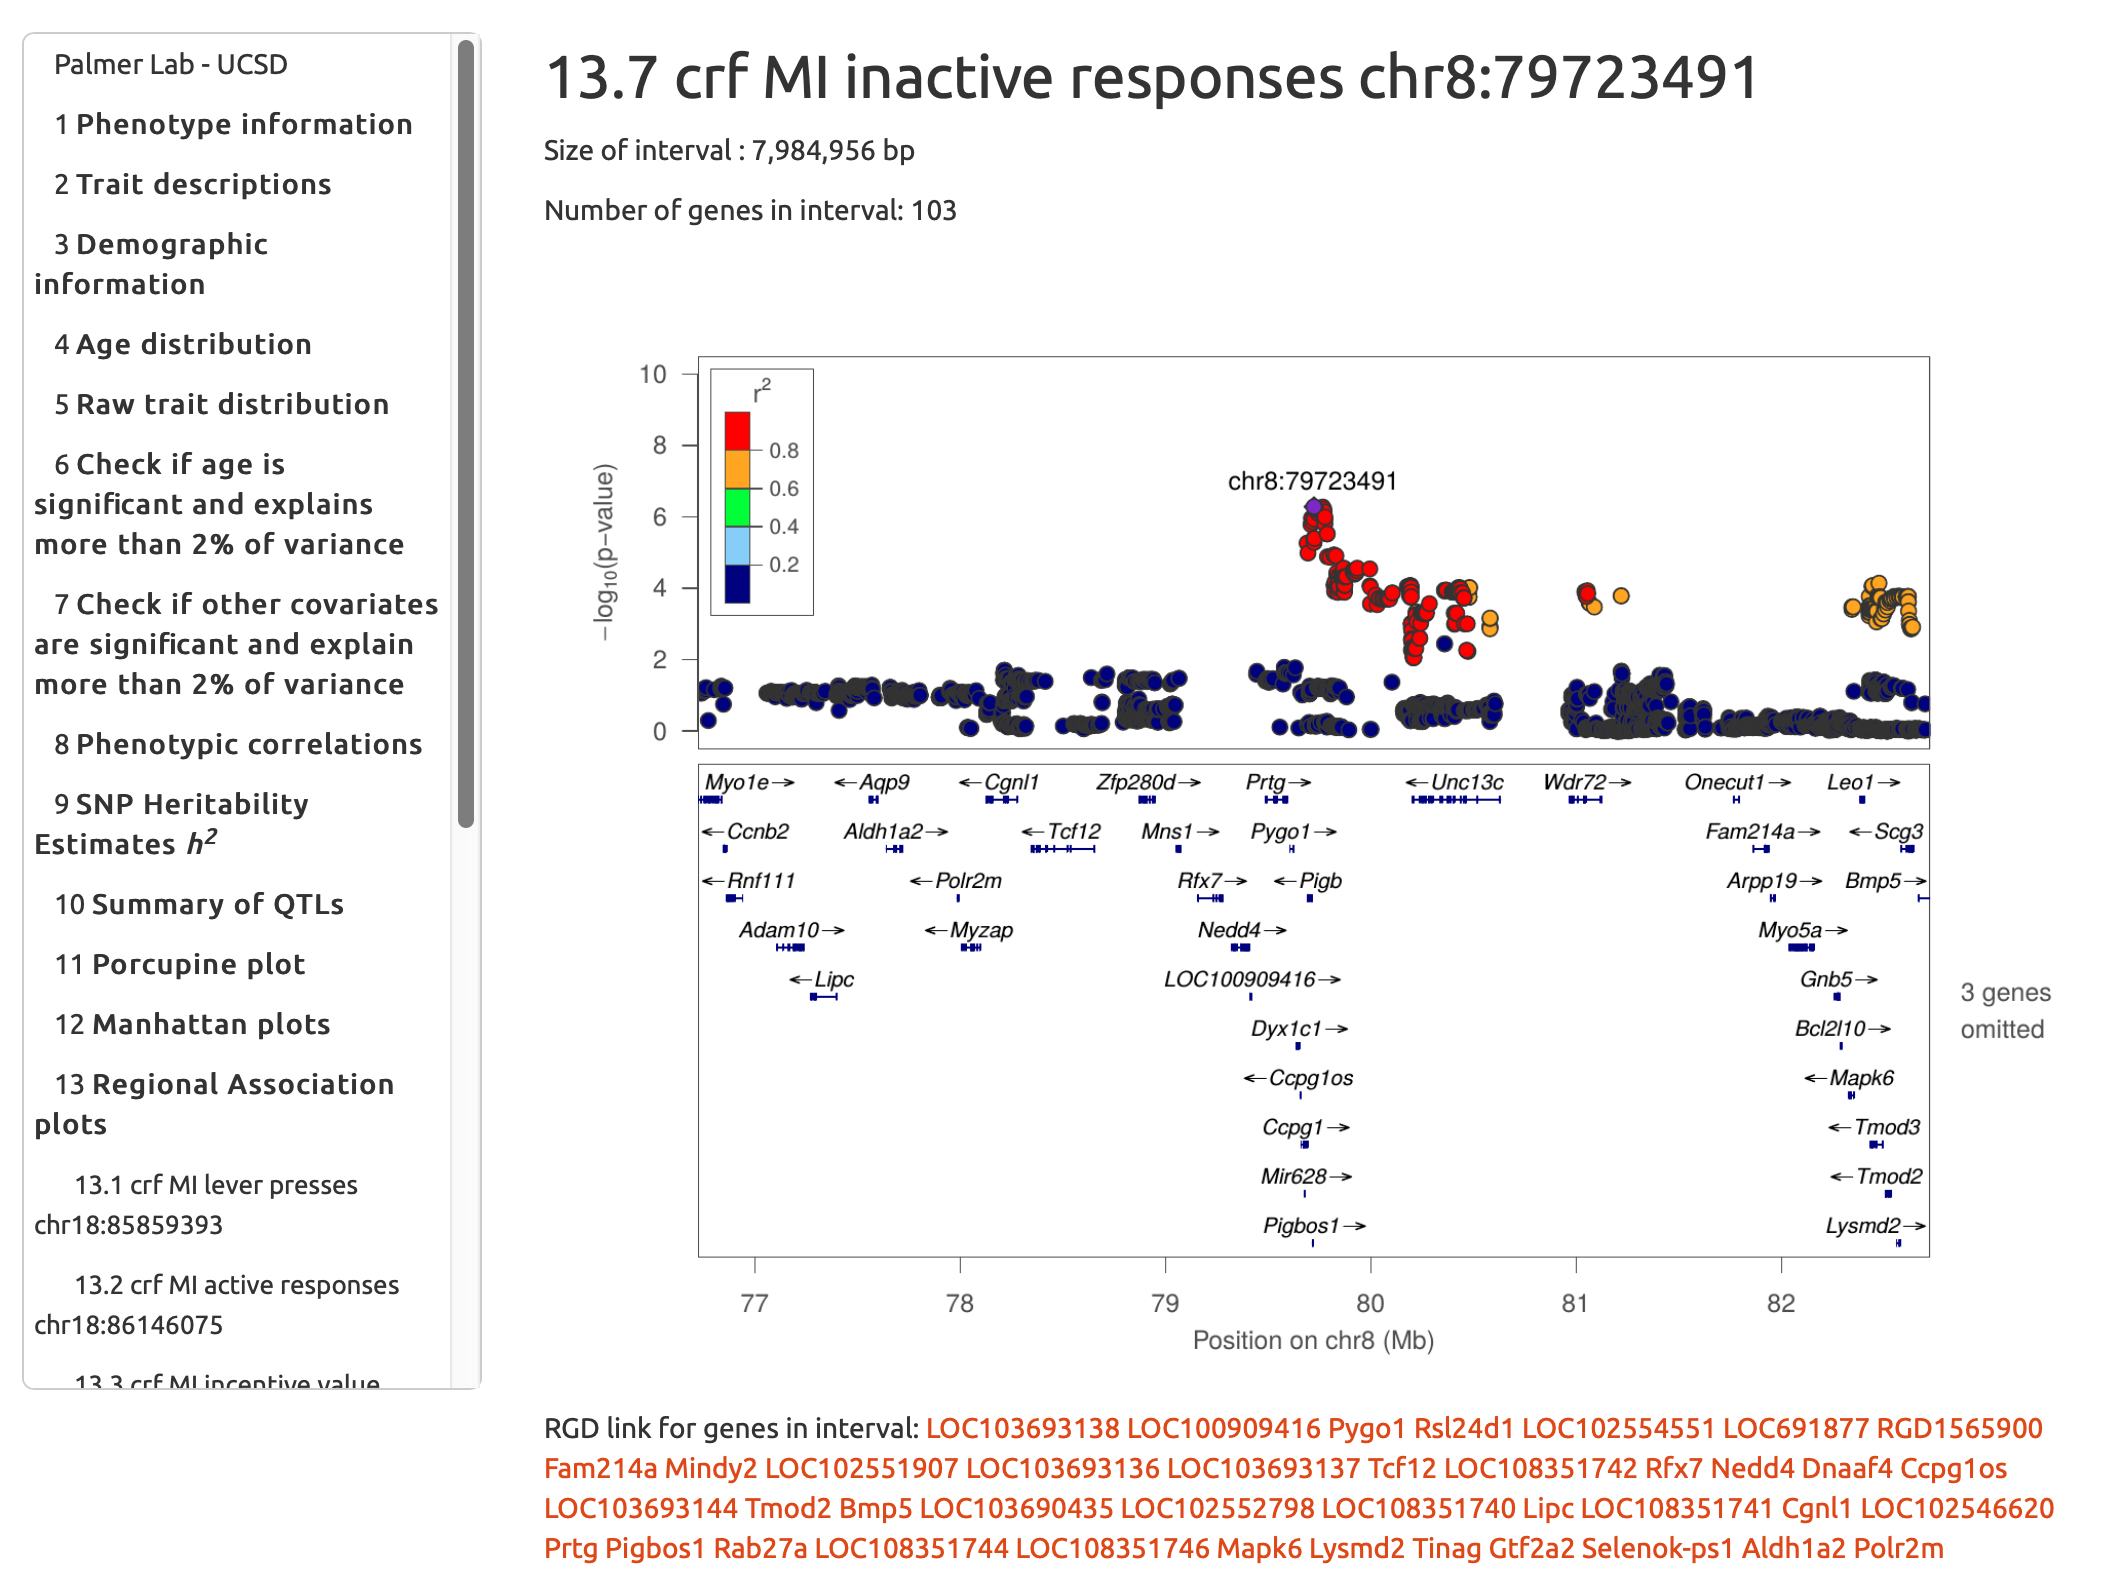 Palmer Lab - UCSD
1 Phenotype information
2 Trait descriptions
3 Demographic
information
4 Age distribution
5 Raw trait distribution
6 Check if age is
significant and explains
more than 2% of variance
7 Check if other covariates
are significant and explain
more than 2% of variance
8 Phenotypic correlations
9 SNP Heritability
Estimates h²
10 Summary of QTLs
11 Porcupine plot
12 Manhattan plots
13 Regional Association
plots
13.1 crf MI lever presses
chr18:85859393
13.2 crf MI active responses
chr18:86146075
13.3 crf MI incentive value
13.7 crf MI inactive responses chr8:79723491
Size of interval : 7,984,956 bp
Number of genes in interval: 103
r²
0.8
0.6
0.4
0.2
10
8
6
4
2
0
−log₁₀(p−value)
chr8:79723491
Myo1e→ ←Aqp9 ←Cgnl1 Zfp280d→ Prtg→ ←Unc13c Wdr72→ Onecut1→ Leo1→
←Ccnb2 Aldh1a2→ ←Tcf12 Mns1→ Pygo1→ Fam214a→ ←Scg3
←Rnf111 ←Polr2m Rfx7→ ←Pigb Arpp19→ Bmp5→
Adam10→ ←Myzap Nedd4→ Myo5a→
←Lipc LOC100909416→ Gnb5→
Dyx1c1→ Bcl2l10→
←Ccpg1os ←Mapk6
Ccpg1→ ←Tmod3
Mir628→ ←Tmod2
Pigbos1→ Lysmd2→
3 genes
omitted
77 78 79 80 81 82
Position on chr8 (Mb)
RGD link for genes in interval: LOC103693138 LOC100909416 Pygo1 Rsl24d1 LOC102554551 LOC691877 RGD1565900
Fam214a Mindy2 LOC102551907 LOC103693136 LOC103693137 Tcf12 LOC108351742 Rfx7 Nedd4 Dnaaf4 Ccpg1os
LOC103693144 Tmod2 Bmp5 LOC103690435 LOC102552798 LOC108351740 Lipc LOC108351741 Cgnl1 LOC102546620
Prtg Pigbos1 Rab27a LOC108351744 LOC108351746 Mapk6 Lysmd2 Tinag Gtf2a2 Selenok-ps1 Aldh1a2 Polr2m